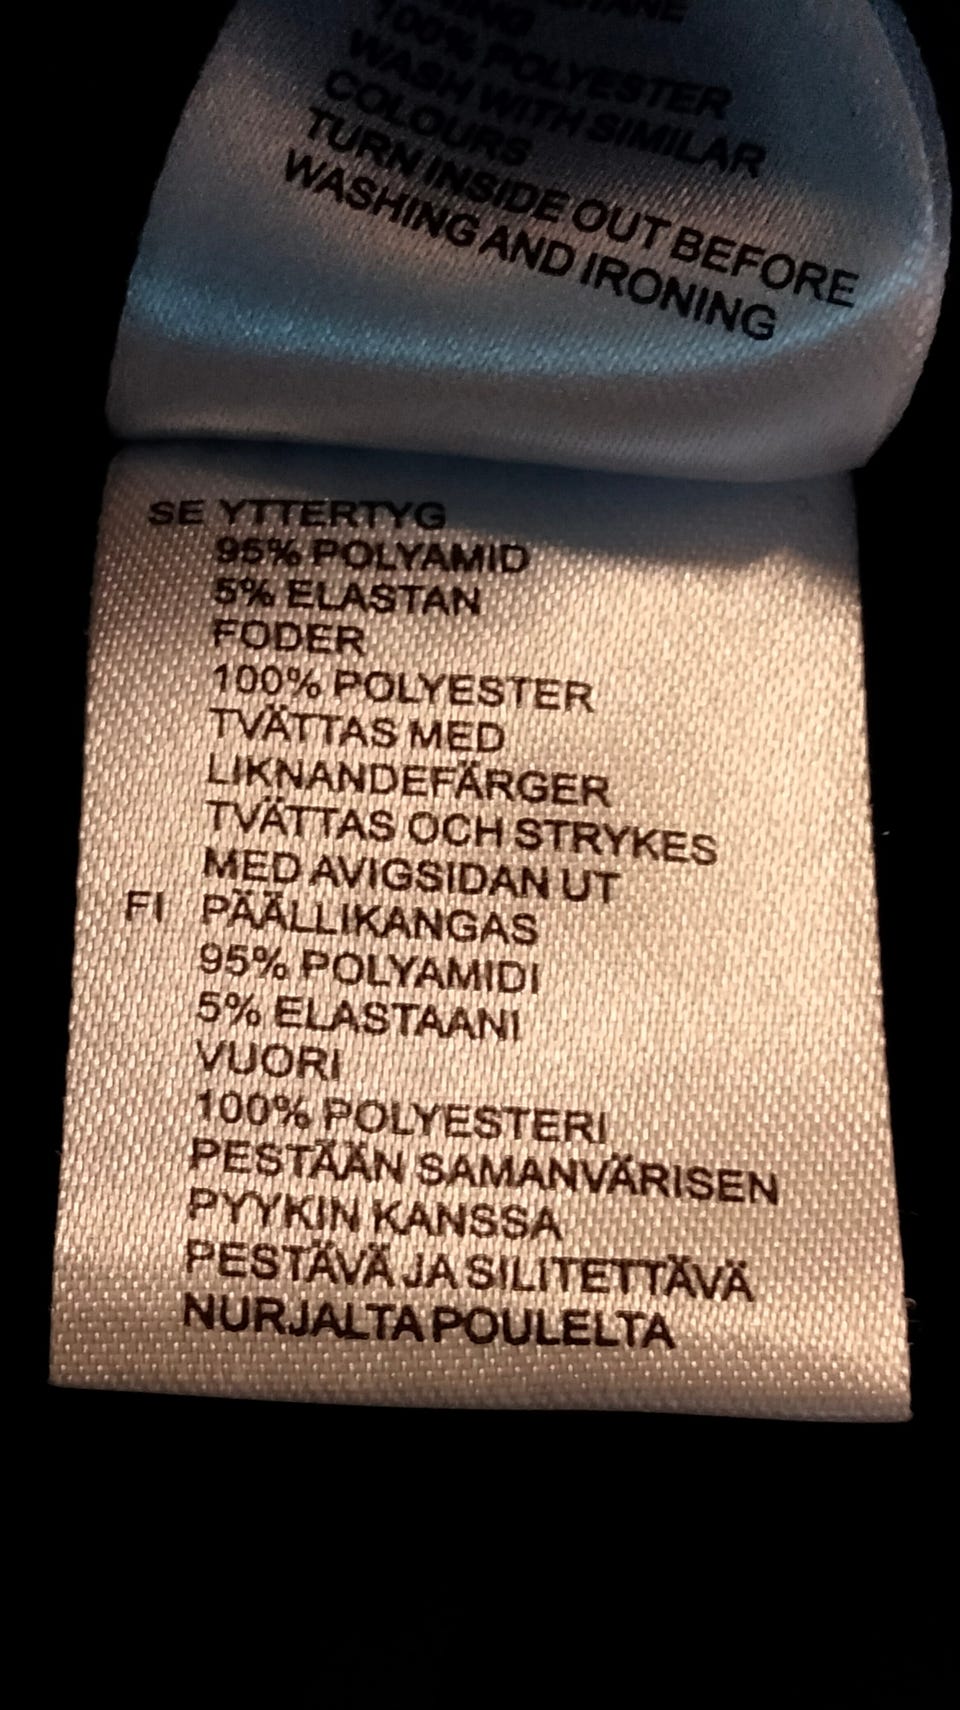 100% POLYESTER
WASH WITH SIMILAR
COLOURS
TURN INSIDE OUT BEFORE
WASHING AND IRONING
SE YTTERTYG
95% POLYAMID
5% ELASTAN
FODER
100% POLYESTER
TVÄTTAS MED
LIKNANDEFÄRGER
TVÄTTAS OCH STRYKES
MED AVIGSIDAN UT
FI PÄÄLLIKANGAS
95% POLYAMIDI
5% ELASTAANI
VUORI
100% POLYESTERI
PESTÄÄN SAMANVÄRISEN
PYYKIN KANSSA
PESTÄVÄ JA SILITETTÄVÄ
NURJALTA POULELTA